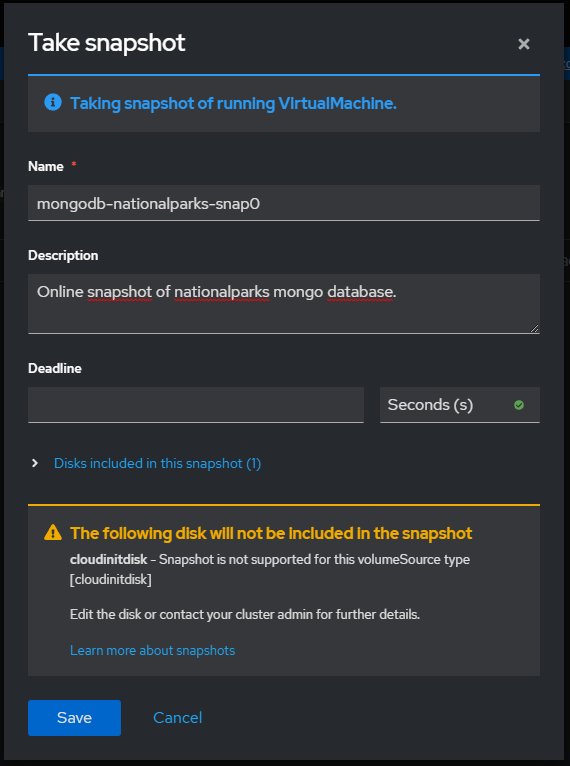 Take snapshot
Taking snapshot of running VirtualMachine.
Name *
mongodb-nationalparks-snap0
Description
Online snapshot of nationalparks mongo database.
Deadline
Seconds (s)
Disks included in this snapshot (1)
The following disk will not be included in the snapshot
cloudinitdisk - Snapshot is not supported for this volumeSource type
[cloudinitdisk]
Edit the disk or contact your cluster admin for further details.
Learn more about snapshots
Save
Cancel